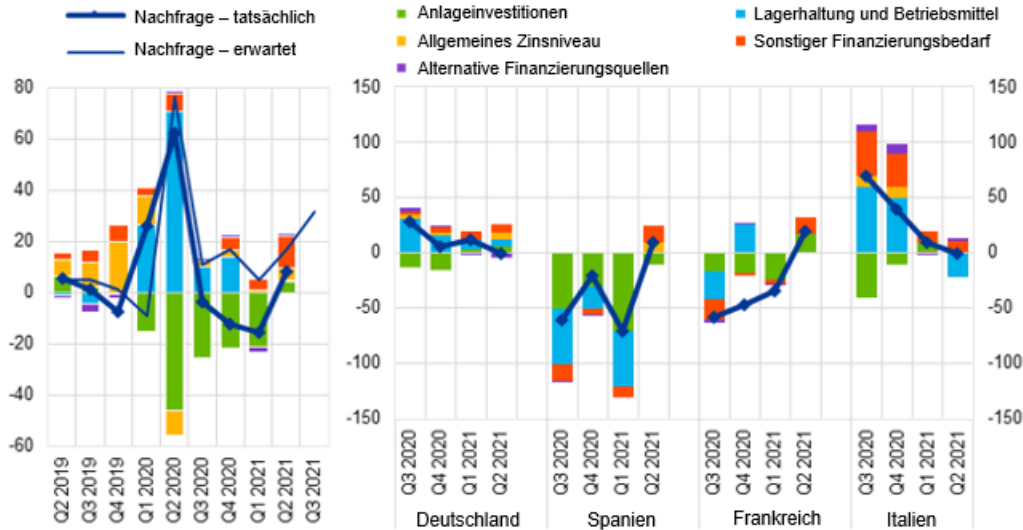 Nachfrage – tatsächlich
Nachfrage – erwartet
Anlageinvestitionen
Lagerhaltung und Betriebsmittel
Allgemeines Zinsniveau
Sonstiger Finanzierungsbedarf
Alternative Finanzierungsquellen
80
60
40
20
0
-20
-40
-60
Q2 2019
Q3 2019
Q4 2019
Q1 2020
Q2 2020
Q3 2020
Q4 2020
Q1 2021
Q2 2021
Q3 2021
150
100
50
0
-50
-100
-150
150
100
50
0
-50
-100
-150
Q3 2020
Q4 2020
Q1 2021
Q2 2021
Q3 2020
Q4 2020
Q1 2021
Q2 2021
Q3 2020
Q4 2020
Q1 2021
Q2 2021
Q3 2020
Q4 2020
Q1 2021
Q2 2021
Deutschland
Spanien
Frankreich
Italien